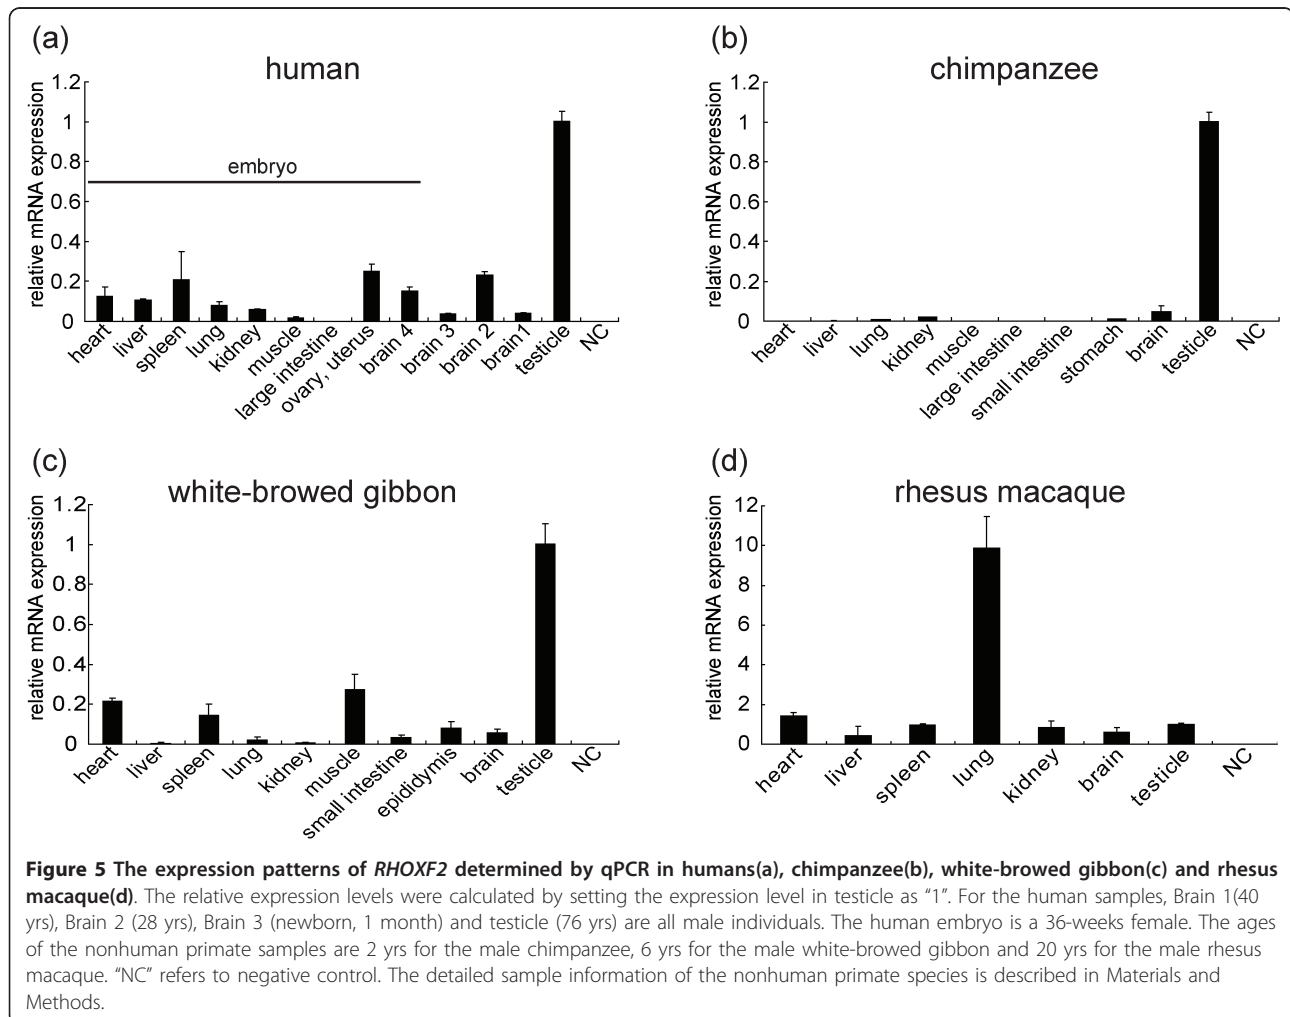 (a)
human
relative mRNA expression
1.2
1
0.8
0.6
0.4
0.2
0
embryo
heart
liver
spleen
lung
kidney
muscle
large intestine
ovary, uterus
brain 4
brain 3
brain 2
brain1
testicle
NC
(b)
chimpanzee
relative mRNA expression
1.2
1
0.8
0.6
0.4
0.2
0
heart
liver
lung
kidney
muscle
large intestine
small intestine
stomach
brain
testicle
NC
(c)
white-browed gibbon
relative mRNA expression
1.2
1
0.8
0.6
0.4
0.2
0
heart
liver
spleen
lung
kidney
muscle
small intestine
epididymis
brain
testicle
NC
(d)
rhesus macaque
relative mRNA expression
12
10
8
6
4
2
0
heart
liver
spleen
lung
kidney
brain
testicle
NC
Figure 5 The expression patterns of RHOXF2 determined by qPCR in humans(a), chimpanzee(b), white-browed gibbon(c) and rhesus
macaque(d). The relative expression levels were calculated by setting the expression level in testicle as “1”. For the human samples, Brain 1(40
yrs), Brain 2 (28 yrs), Brain 3 (newborn, 1 month) and testicle (76 yrs) are all male individuals. The human embryo is a 36-weeks female. The ages
of the nonhuman primate samples are 2 yrs for the male chimpanzee, 6 yrs for the male white-browed gibbon and 20 yrs for the male rhesus
macaque. “NC” refers to negative control. The detailed sample information of the nonhuman primate species is described in Materials and
Methods.